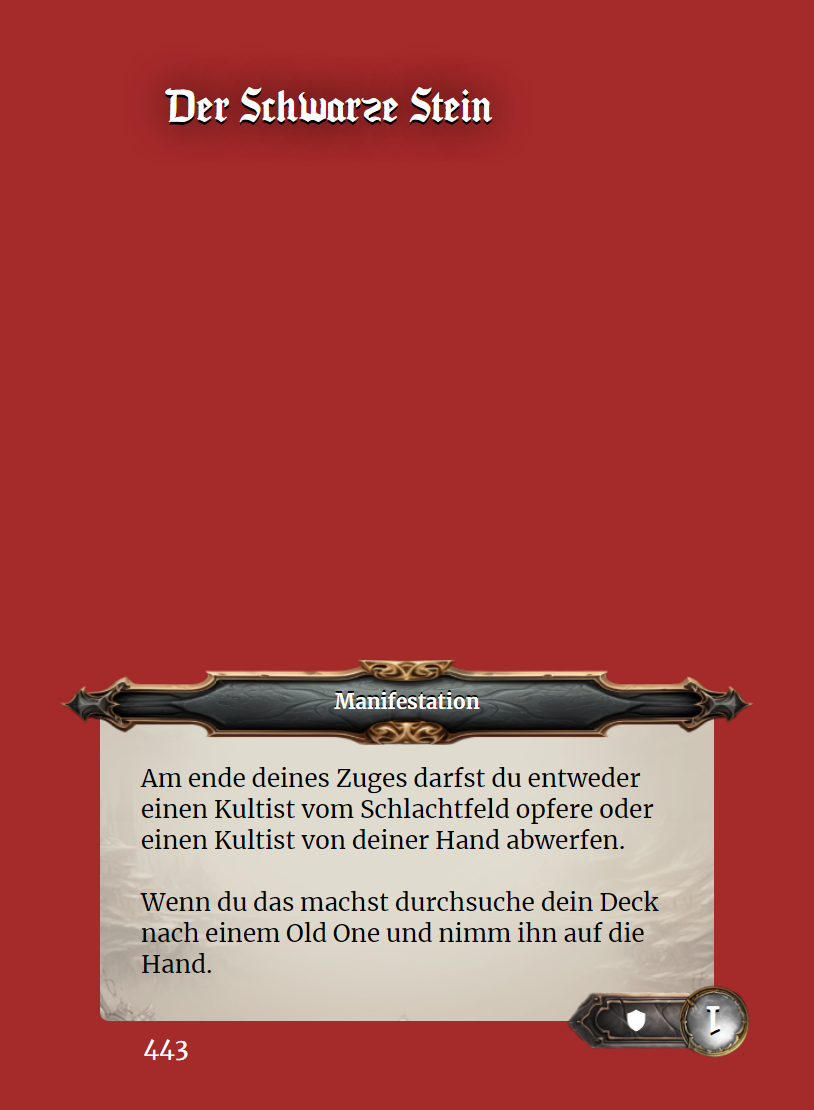 Der Schwarze Stein
Manifestation
Am ende deines Zuges darfst du entweder
einen Kultist vom Schlachtfeld opfere oder
einen Kultist von deiner Hand abwerfen.
Wenn du das machst durchsuche dein Deck
nach einem Old One und nimm ihn auf die
Hand.
1
443